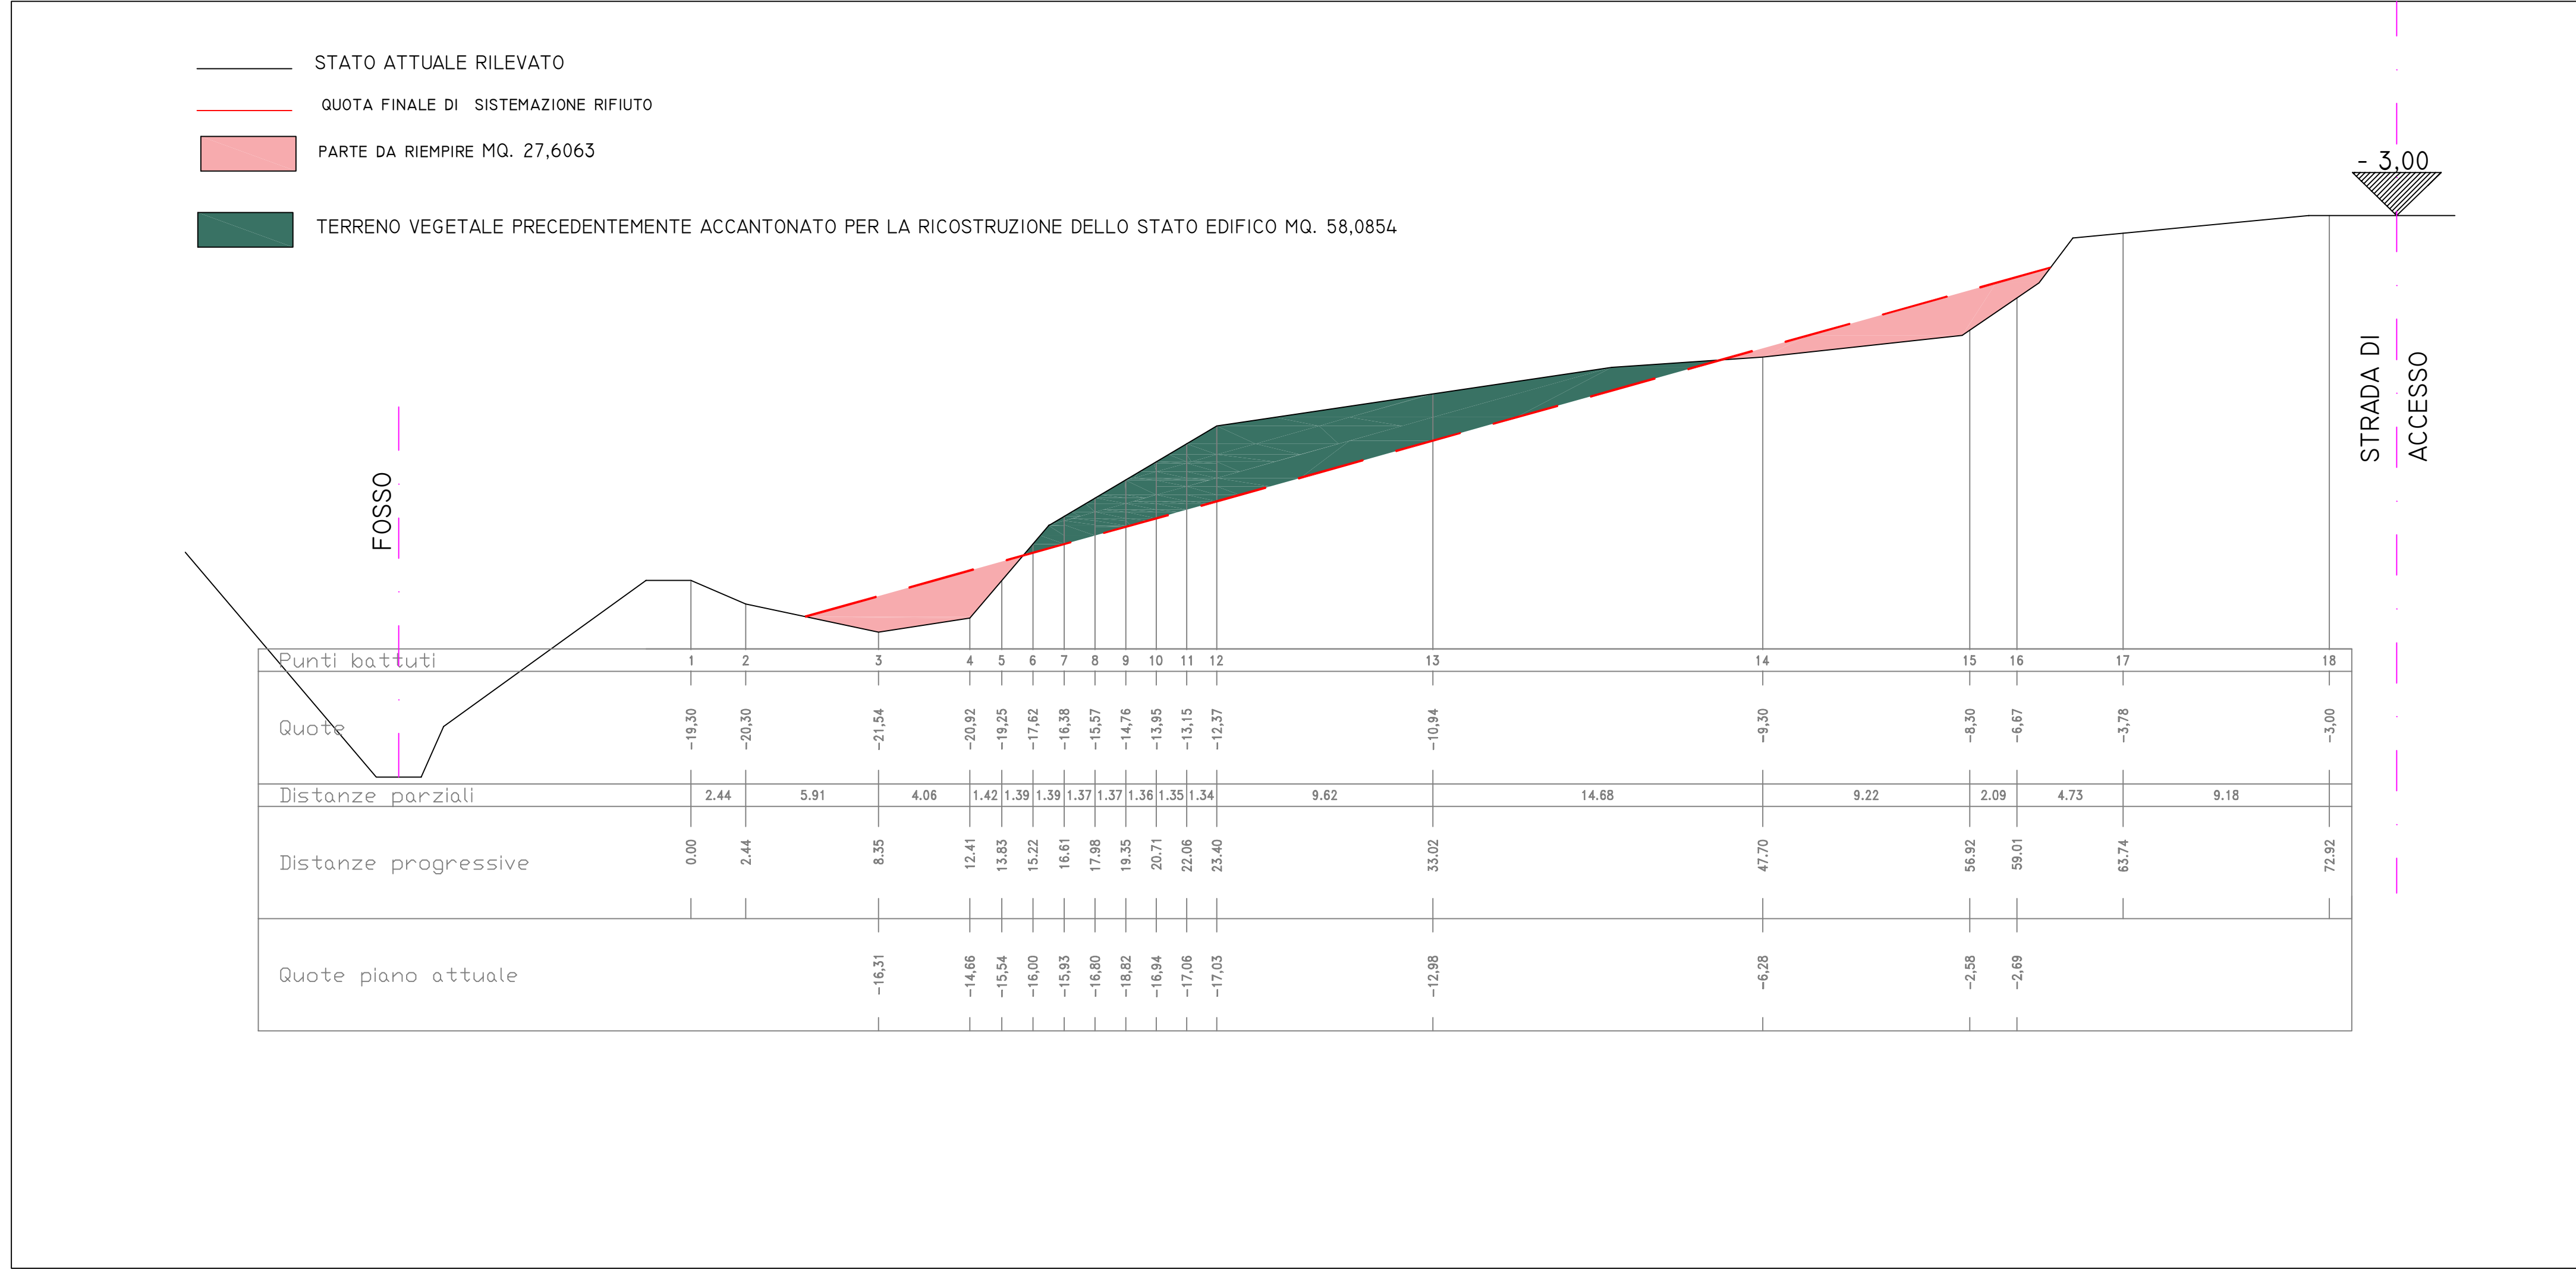 STATO ATTUALE RILEVATO
QUOTA FINALE DI SISTEMAZIONE RIFIUTO
PARTE DA RIEMPIRE MQ. 27,6063
TERRENO VEGETALE PRECEDENTEMENTE ACCANTONATO PER LA RICOSTRUZIONE DELLO STATO EDIFICO MQ. 58,0854
- 3,00
STRADA DI
ACCESSO
FOSSO
Punti battuti 1 2 3 4 5 6 7 8 9 10 11 12 13 14 15 16 17 18
Quote -19,30 -20,30 -21,54 -20,92 -19,25 -17,62 -16,38 -15,57 -14,76 -13,95 -13,15 -12,37 -10,94 -9,30 -8,30 -6,67 -3,78 -3,00
Distanze parziali 2.44 5.91 4.06 1.42 1.39 1.39 1.37 1.37 1.36 1.35 1.34 9.62 14.68 9.22 2.09 4.73 9.18
Distanze progressive 0.00 2.44 8.35 12.41 13.83 15.22 16.61 17.98 19.35 20.71 22.06 23.40 33.02 47.70 56.92 59.01 63.74 72.92
Quote piano attuale -16,31 -14,66 -15,54 -16,00 -15,93 -16,80 -18,82 -16,94 -17,06 -17,03 -12,98 -6,28 -2,58 -2,69